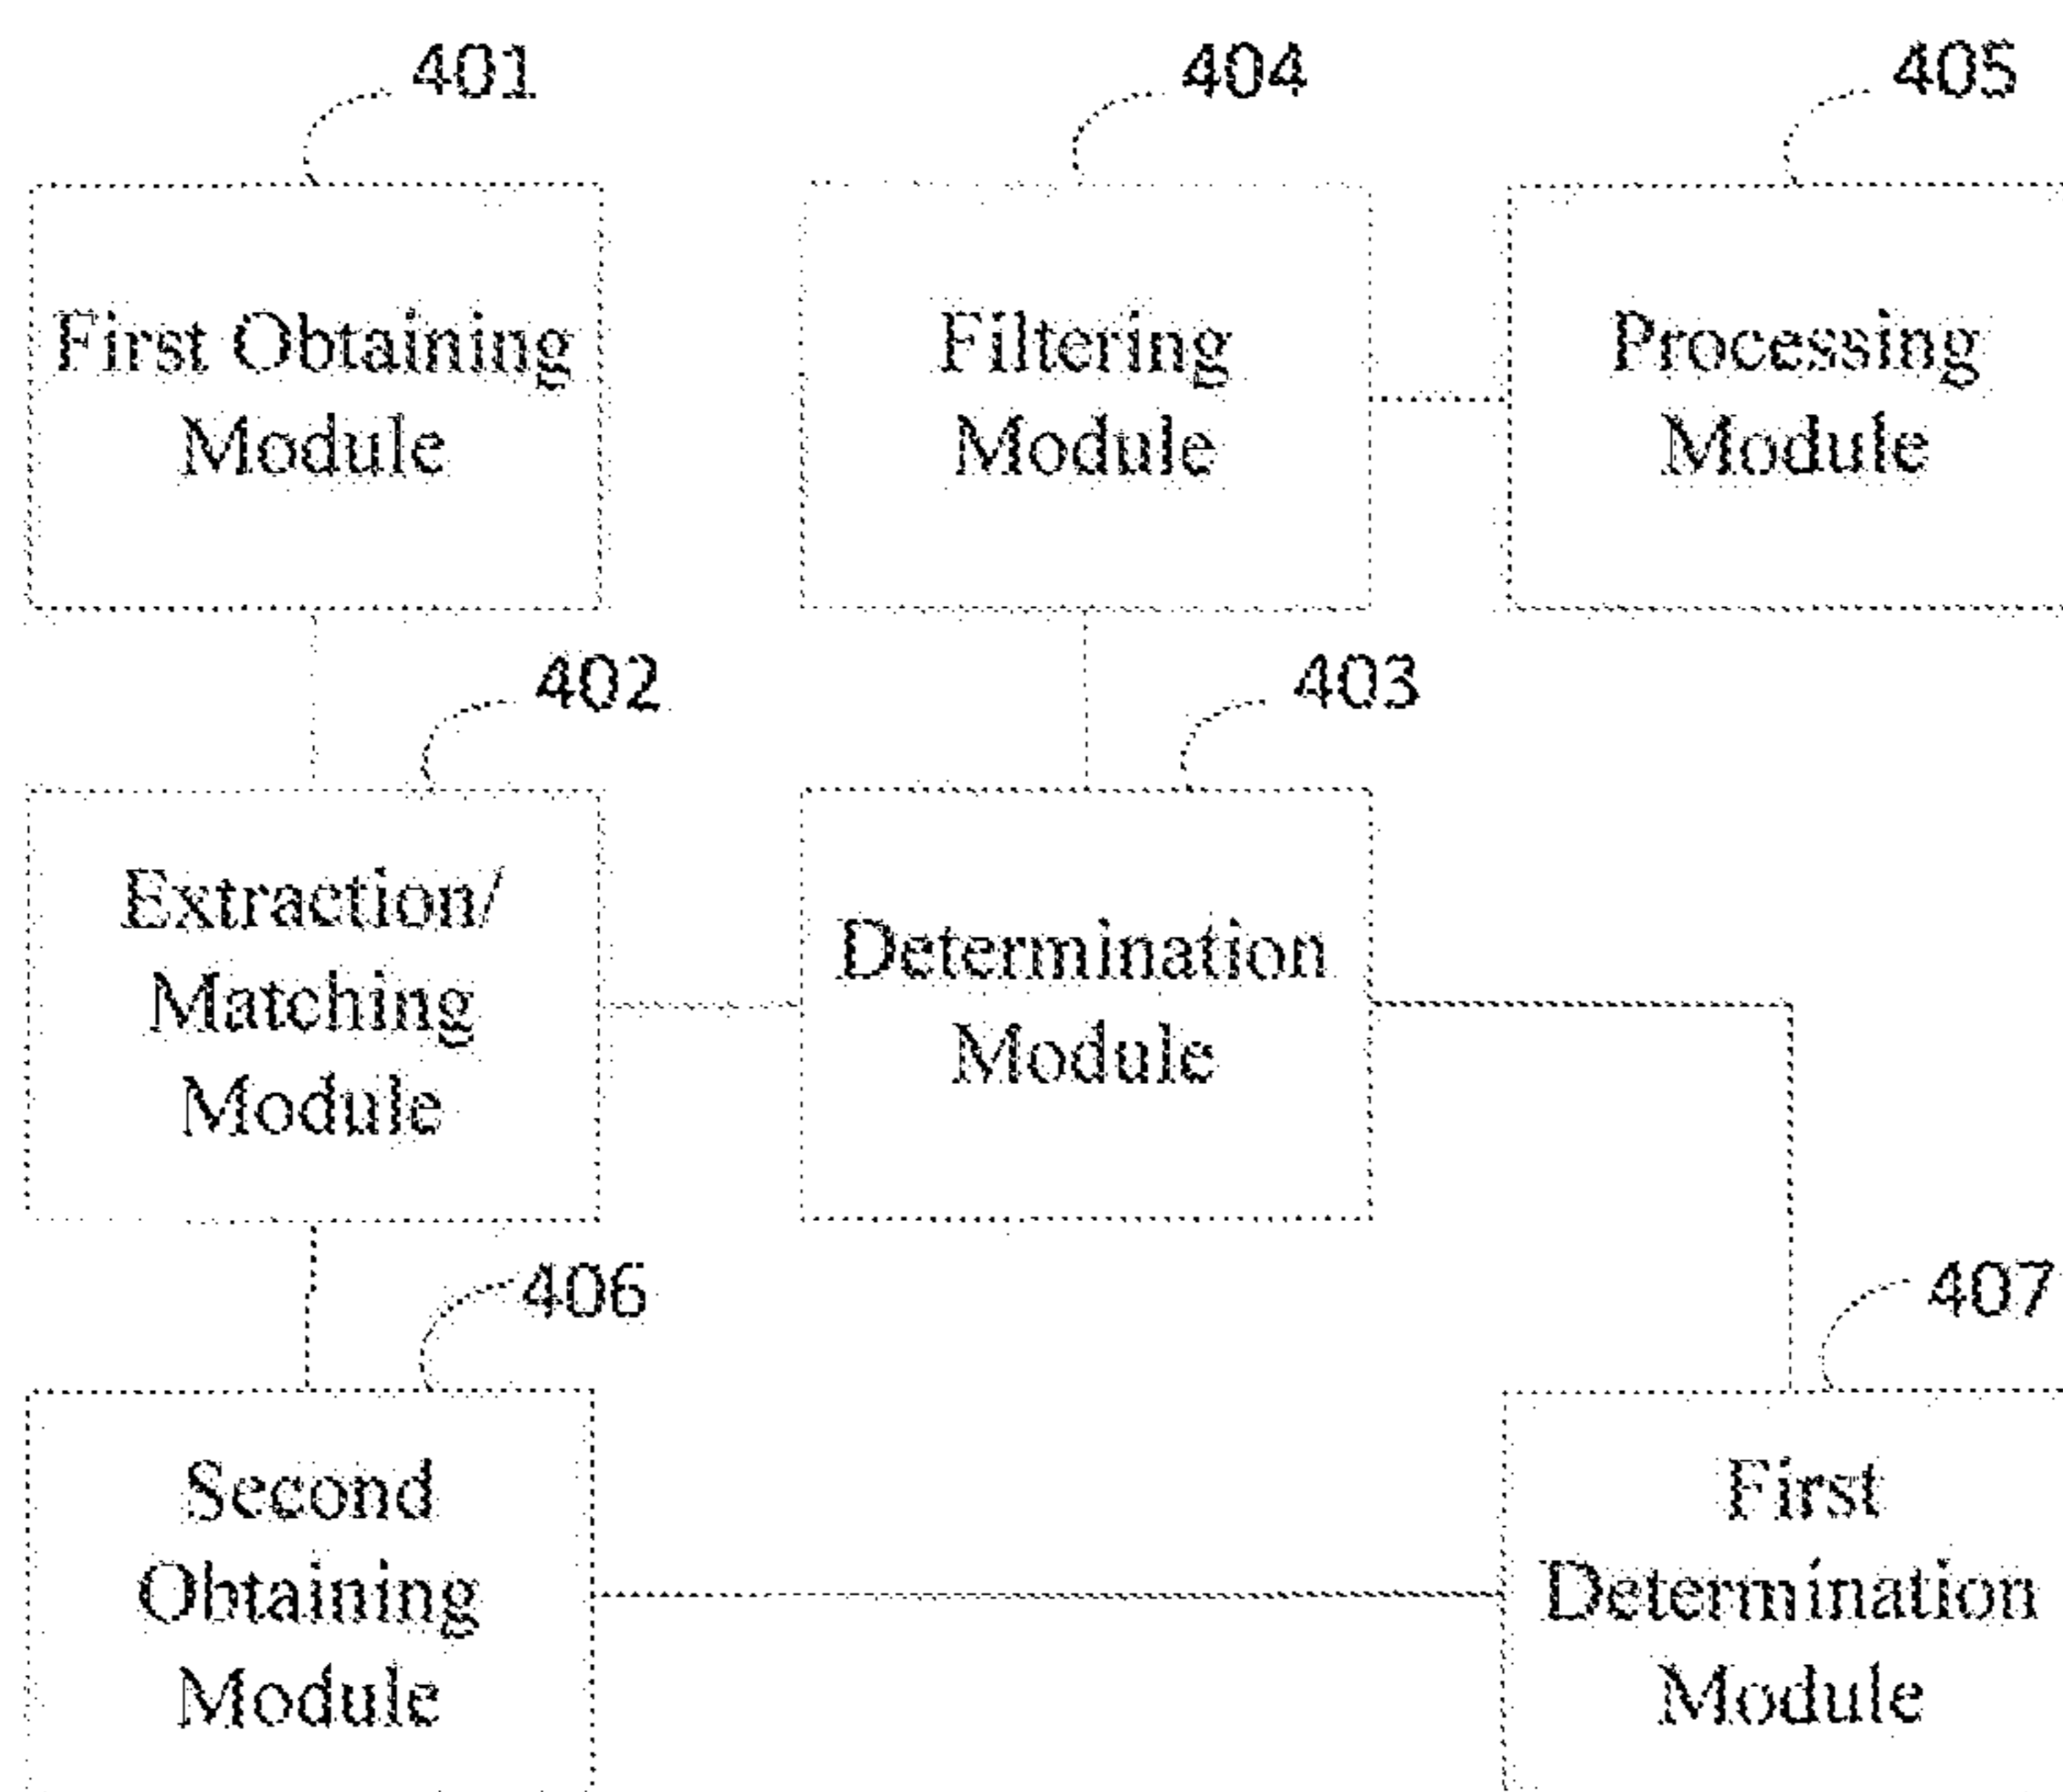 401
404
405
First Obtaining
Module
Filtering
Module
Processing
Module
402
403
Extraction/
Matching
Module
Determination
Module
406
407
Second
Obtaining
Module
First
Determination
Module